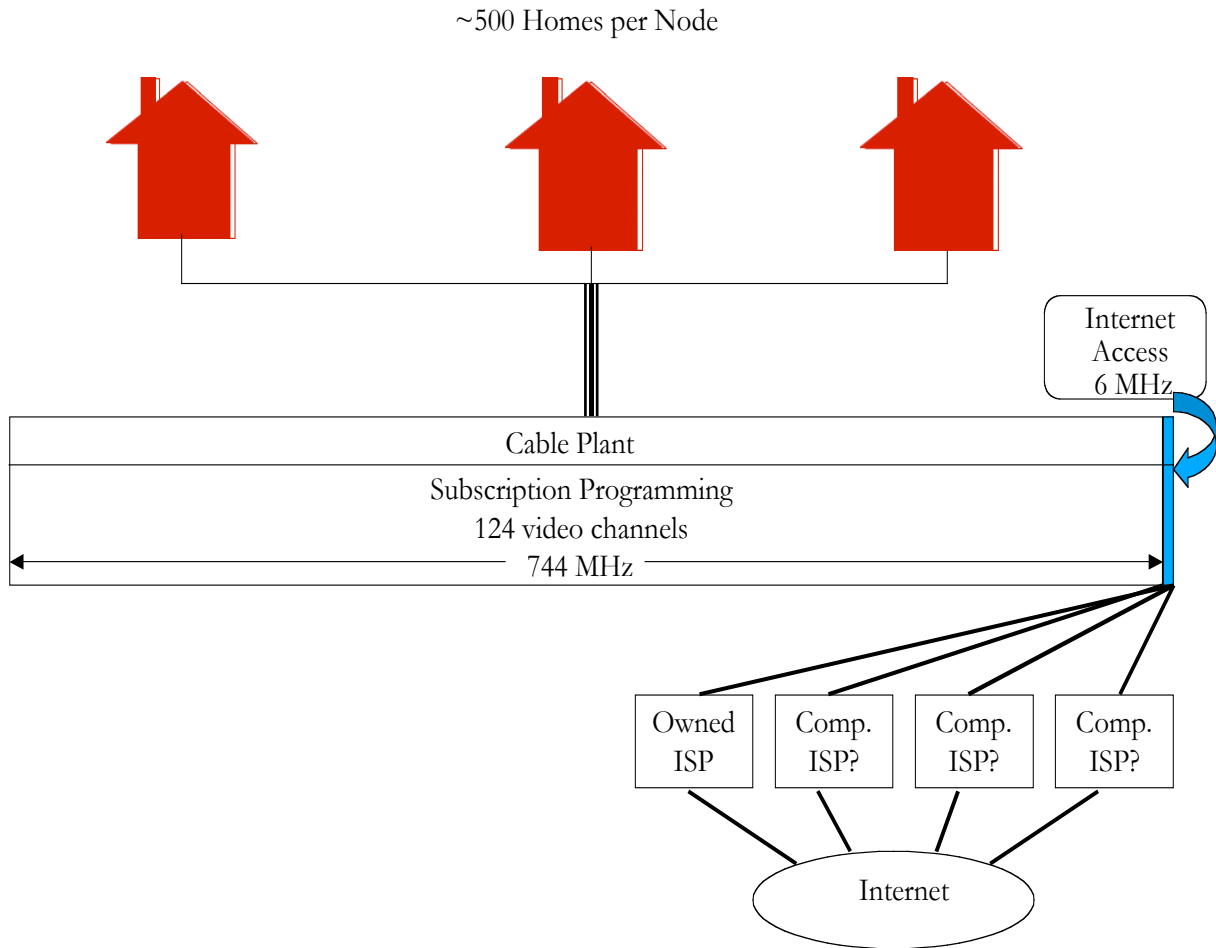 ~500 Homes per Node
Internet
Access
6 MHz
Cable Plant
Subscription Programming
124 video channels
744 MHz
Owned
ISP
Comp.
ISP?
Comp.
ISP?
Comp.
ISP?
Internet